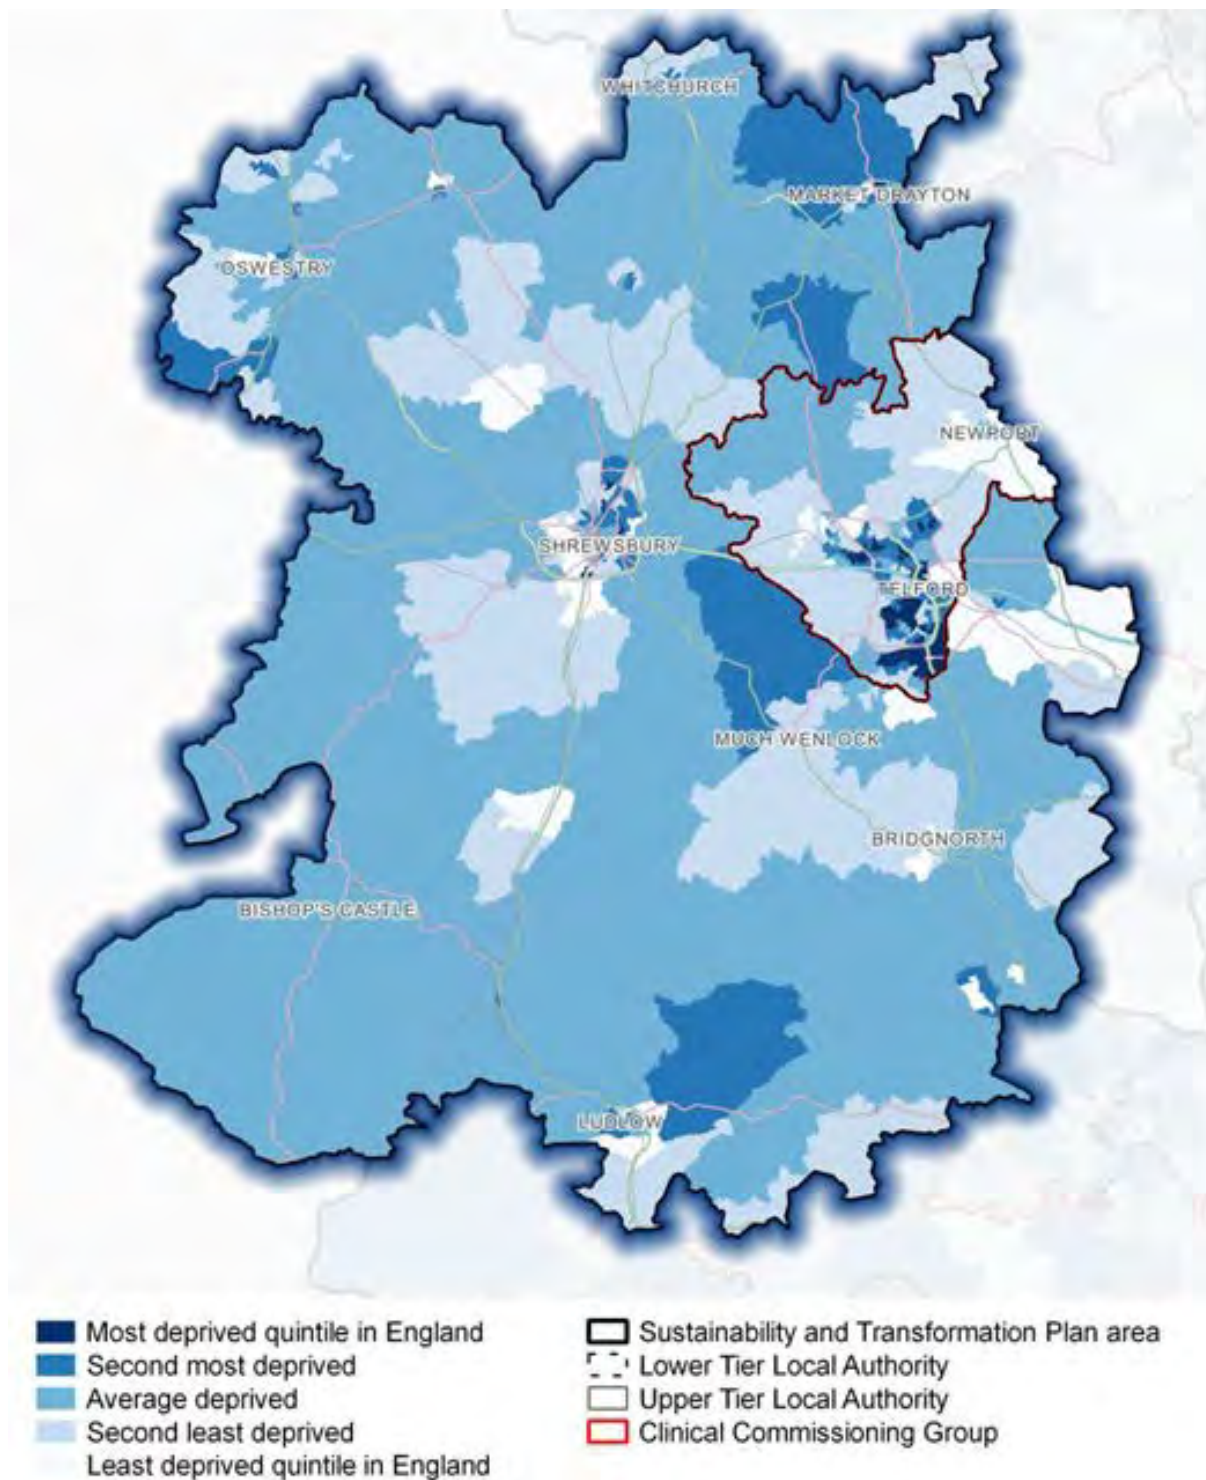 WHITCHURCH
MARKET DRAYTON
OSWESTRY
NEWPORT
SHREWSBURY
TELFORD
MUCH WENLOCK
BRIDGNORTH
BISHOP'S CASTLE
LUDLOW
Most deprived quintile in England
Second most deprived
Average deprived
Second least deprived
Least deprived quintile in England
Sustainability and Transformation Plan area
Lower Tier Local Authority
Upper Tier Local Authority
Clinical Commissioning Group